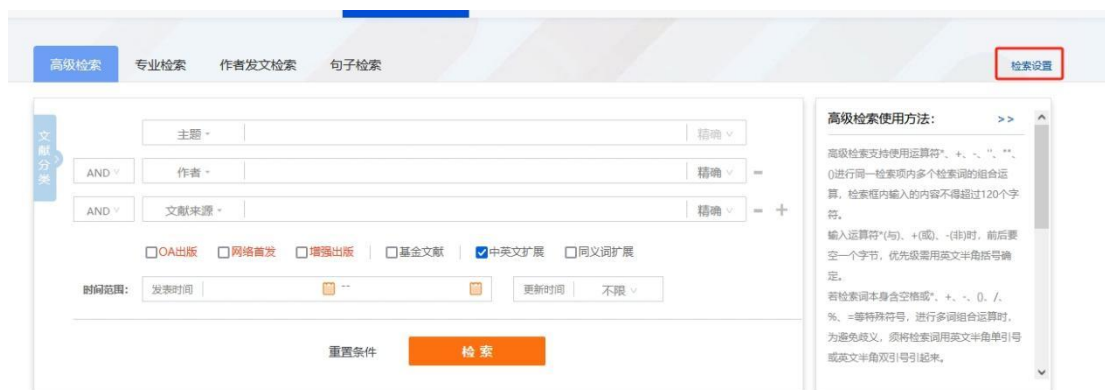 高级检索 专业检索 作者发文检索 句子检索 检索设置
文献分类
主题 精确
AND 作者 精确 －
AND 文献来源 精确 － ＋
OA出版 网络首发 增强出版 基金文献 中英文扩展 同义词扩展
时间范围： 发表时间 -- 更新时间 不限
重置条件 检索
高级检索使用方法： >>
高级检索支持使用运算符*、+、-、''、""、
()进行同一检索项内多个检索词的组合运
算，检索框内输入的内容不得超过120个字
符。
输入运算符*(与)、+(或)、-(非)时，前后要
空一个字节，优先级需用英文半角括号确
定。
若检索词本身含空格或*、+、-、()、/、
%、=等特殊符号，进行多词组合运算时，
为避免歧义，须将检索词用英文半角单引号
或英文半角双引号引起来。